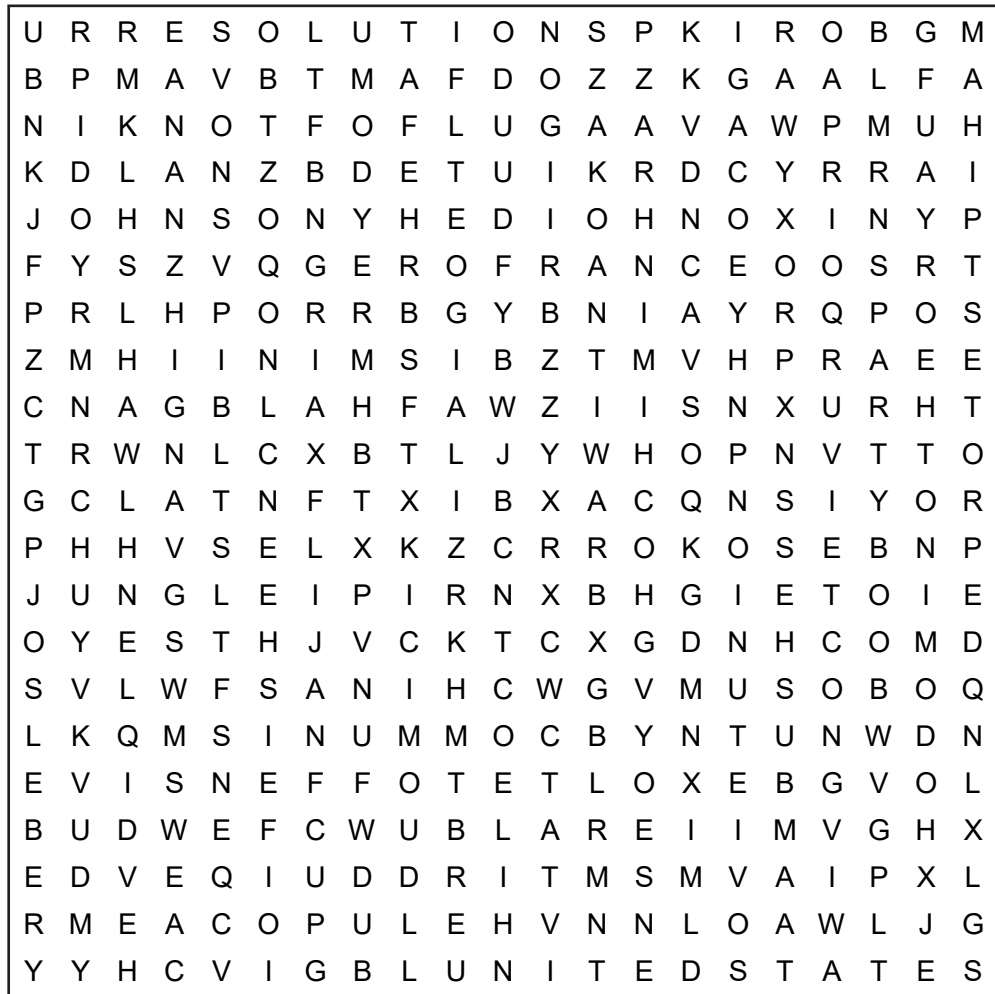 U R R E S O L U T I O N S P K I R O B G M
B P M A V B T M A F D O Z Z K G A A L F A
N I K N O T F O F L U G A A V A W P M U H
K D L A N Z B D E T U I K R D C Y R R A I
J O H N S O N Y H E D I O H N O X I N Y P
F Y S Z V Q G E R O F R A N C E O O S R T
P R L H P O R R B G Y B N I A Y R Q P O S
Z M H I I N I M S I B Z T M V H P R A E E
C N A G B L A H F A W Z I I S N X U R H T
T R W N L C X B T L J Y W H O P N V T T O
G C L A T N F T X I B X A C Q N S I Y O R
P H H V S E L X K Z C R R O K O S E B N P
J U N G L E I P I R N X B H G I E T O I E
O Y E S T H J V C K T C X G D N H C O M D
S V L W F S A N I H C W G V M U S O B O Q
L K Q M S I N U M M O C B Y N T U N W D N
E V I S N E F F O T E T L O X E B G V O L
B U D W E F C W U B L A R E I I M V G H X
E D V E Q I U D D R I T M S M V A I P X L
R M E A C O P U L E H V N N L O A W L J G
Y Y H C V I G B L U N I T E D S T A T E S